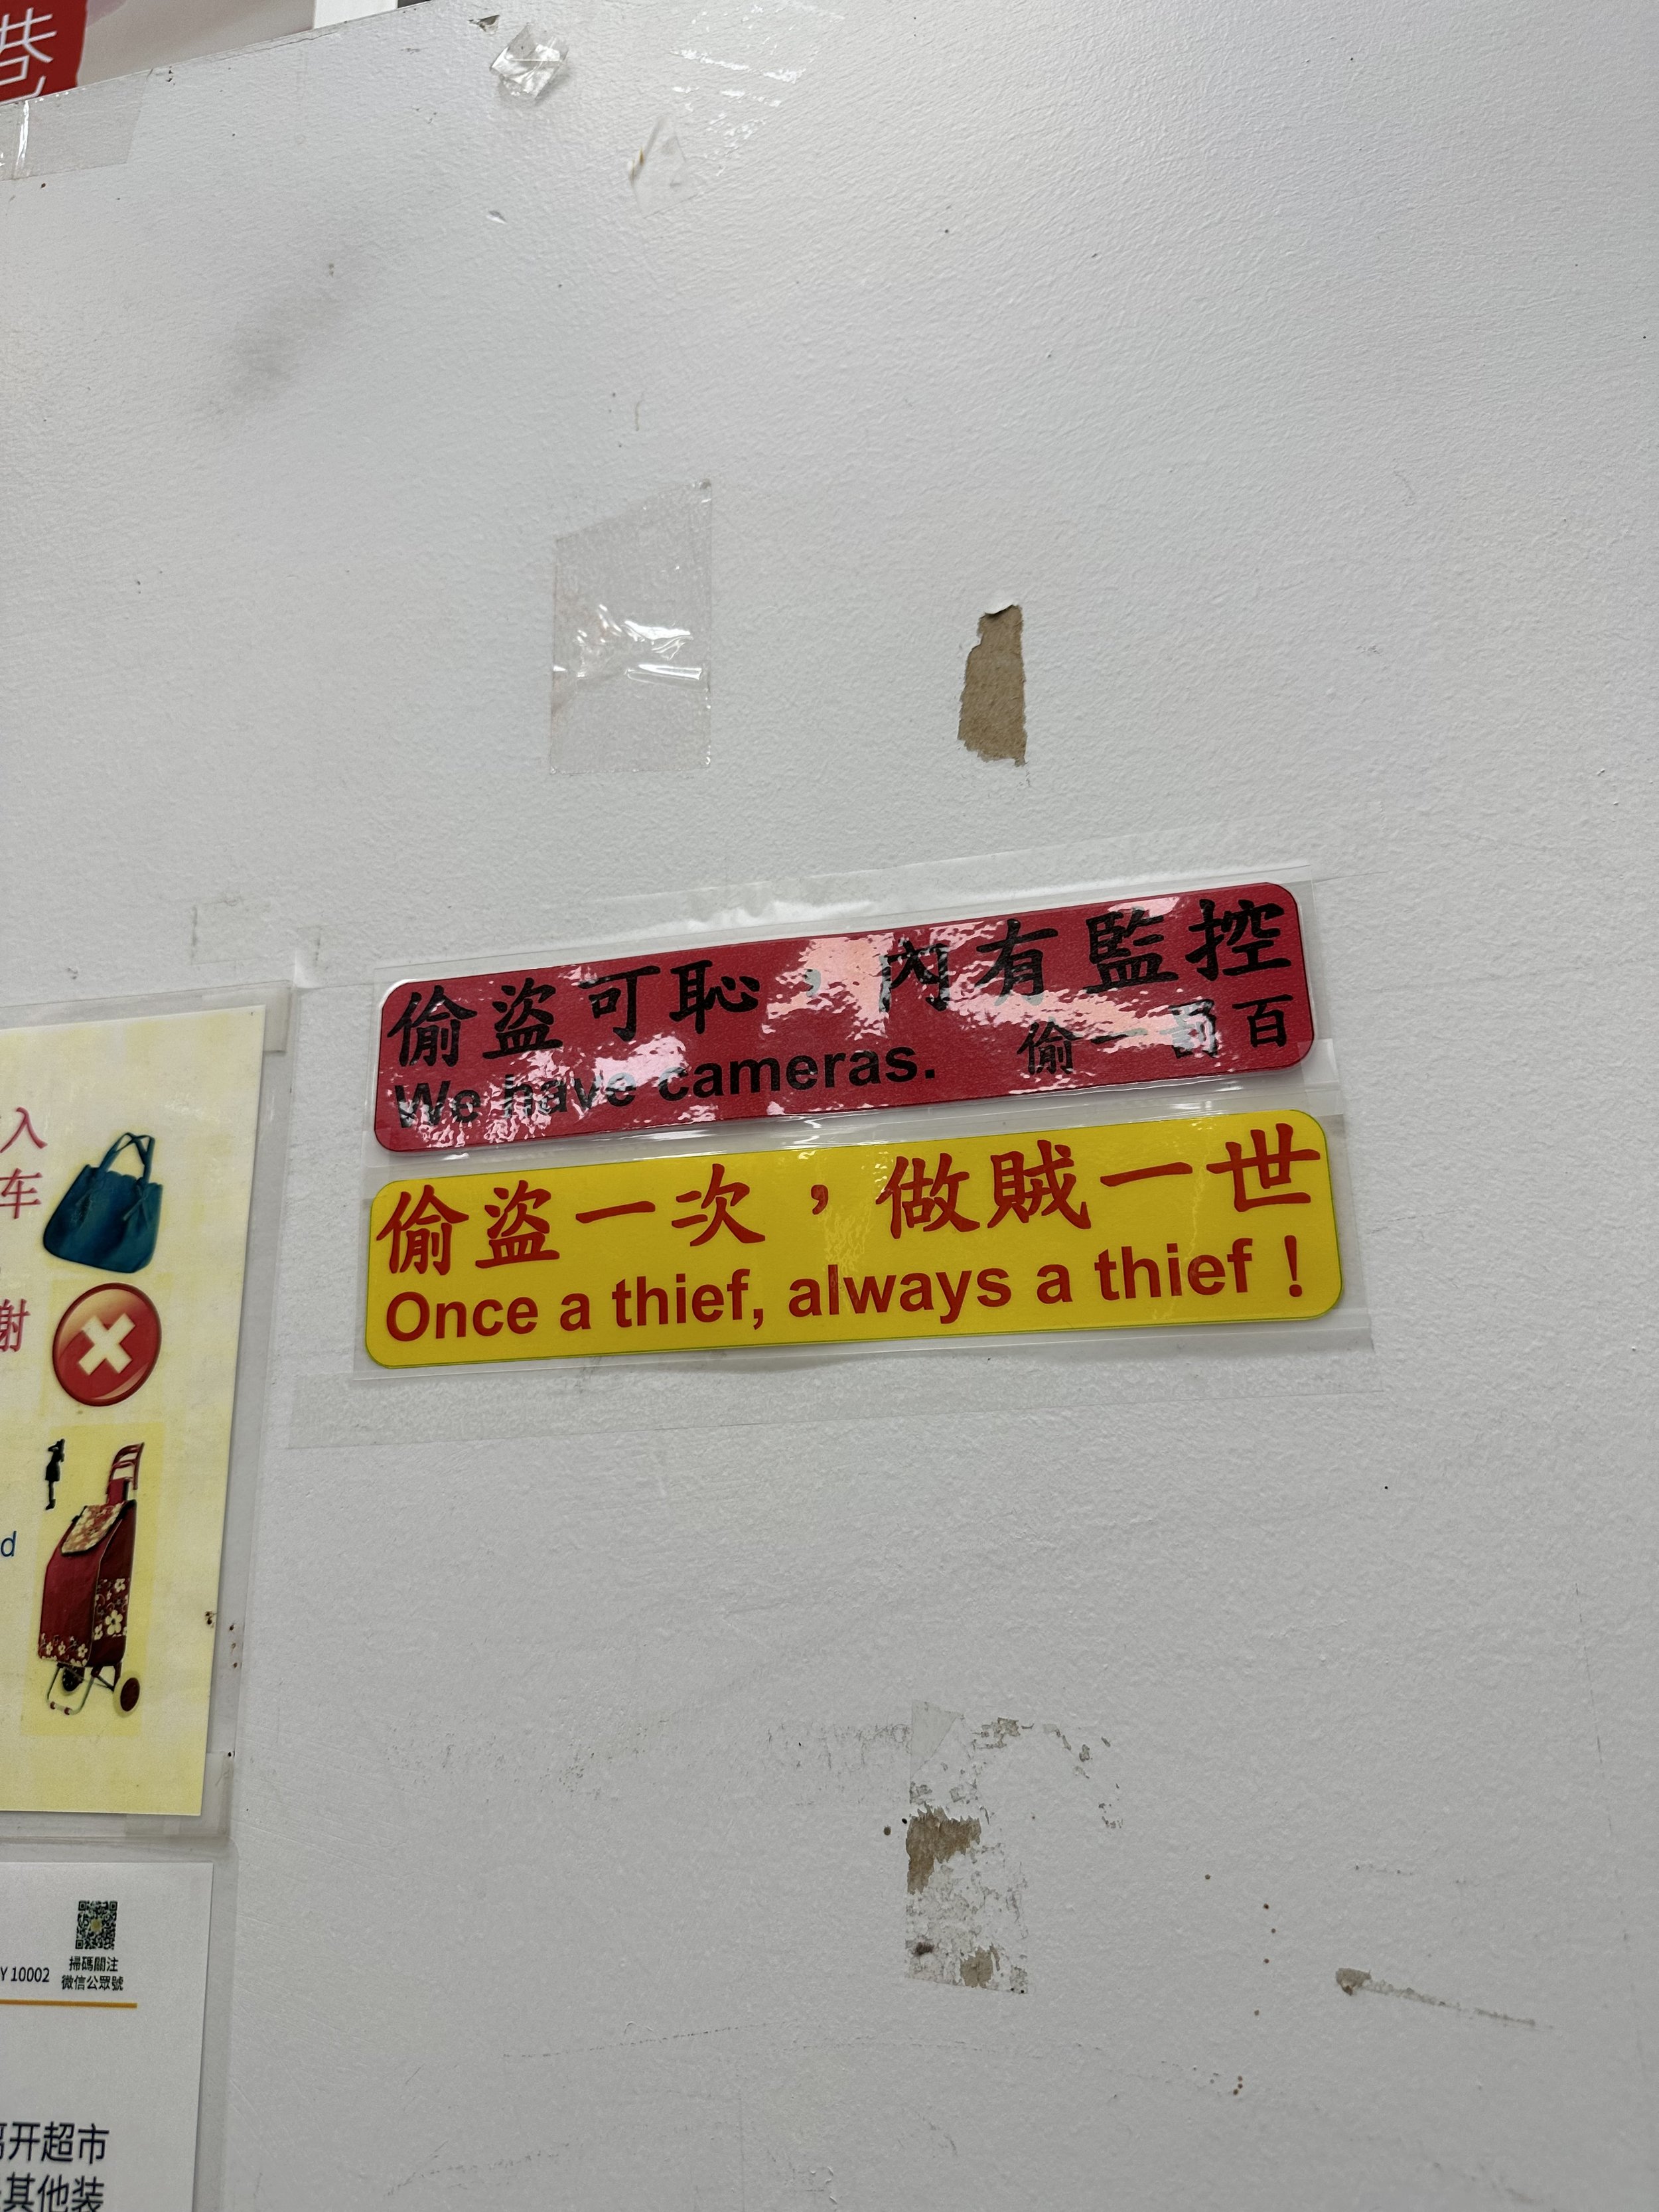 巷
偷盜可恥，內有監控
We have cameras. 偷一罰百
偷盜一次，做賊一世
Once a thief, always a thief！
入
车
謝
d
Y 10002
掃碼關注
微信公眾號
离开超市
其他装